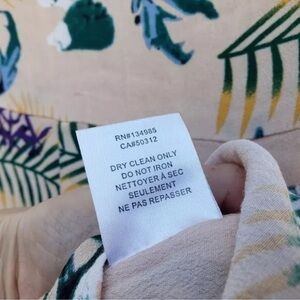 RN#134985
CA#50312
DRY CLEAN ONLY
DO NOT IRON
NETTOYER À SEC
SEULEMENT
NE PAS REPASSER